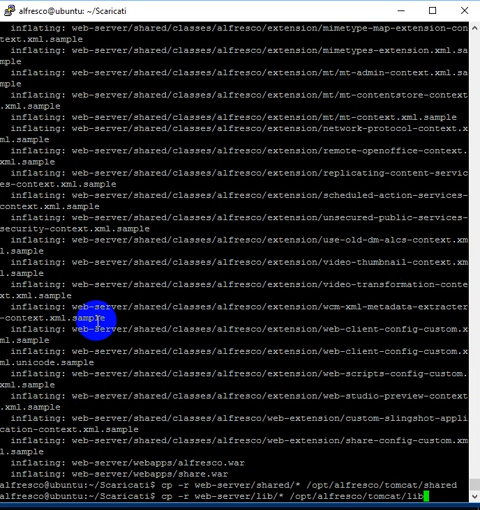 alfresco@ubuntu: ~/Scaricati
  inflating: web-server/shared/classes/alfresco/extension/mimetype-map-extension-con
text.xml.sample
  inflating: web-server/shared/classes/alfresco/extension/mimetypes-extension.xml.sa
mple
  inflating: web-server/shared/classes/alfresco/extension/mt/mt-admin-context.xml.sa
mple
  inflating: web-server/shared/classes/alfresco/extension/mt/mt-contentstore-context
.xml.sample
  inflating: web-server/shared/classes/alfresco/extension/mt/mt-context.xml.sample
  inflating: web-server/shared/classes/alfresco/extension/network-protocol-context.x
ml.sample
  inflating: web-server/shared/classes/alfresco/extension/remote-openoffice-context.
xml.sample
  inflating: web-server/shared/classes/alfresco/extension/replicating-content-servic
es-context.xml.sample
  inflating: web-server/shared/classes/alfresco/extension/scheduled-action-services-
context.xml.sample
  inflating: web-server/shared/classes/alfresco/extension/unsecured-public-services-
security-context.xml.sample
  inflating: web-server/shared/classes/alfresco/extension/use-old-dm-alcs-context.xm
l.sample
  inflating: web-server/shared/classes/alfresco/extension/video-thumbnail-context.xm
l.sample
  inflating: web-server/shared/classes/alfresco/extension/video-transformation-conte
xt.xml.sample
  inflating: web-server/shared/classes/alfresco/extension/wcm-xml-metadata-extracter
-context.xml.sample
  inflating: web-server/shared/classes/alfresco/extension/web-client-config-custom.x
ml.sample
  inflating: web-server/shared/classes/alfresco/extension/web-client-config-custom.x
ml.unicode.sample
  inflating: web-server/shared/classes/alfresco/extension/web-scripts-config-custom.
xml.sample
  inflating: web-server/shared/classes/alfresco/extension/web-studio-preview-context
.xml.sample
  inflating: web-server/shared/classes/alfresco/web-extension/custom-slingshot-appli
cation-context.xml.sample
  inflating: web-server/shared/classes/alfresco/web-extension/share-config-custom.xm
l.sample
  inflating: web-server/webapps/alfresco.war
  inflating: web-server/webapps/share.war
alfresco@ubuntu:~/Scaricati$ cp -r web-server/shared/* /opt/alfresco/tomcat/shared
alfresco@ubuntu:~/Scaricati$ cp -r web-server/lib/* /opt/alfresco/tomcat/lib